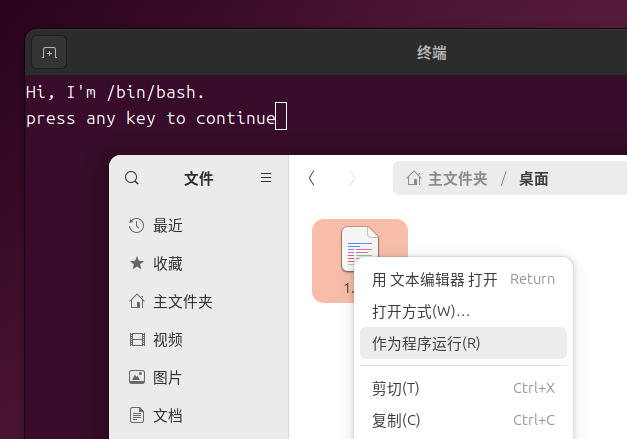 终端
Hi, I'm /bin/bash.
press any key to continue
文件
主文件夹 / 桌面
最近
收藏
主文件夹
视频
图片
文档
1.
用 文本编辑器 打开 Return
打开方式(W)...
作为程序运行(R)
剪切(T) Ctrl+X
复制(C) Ctrl+C